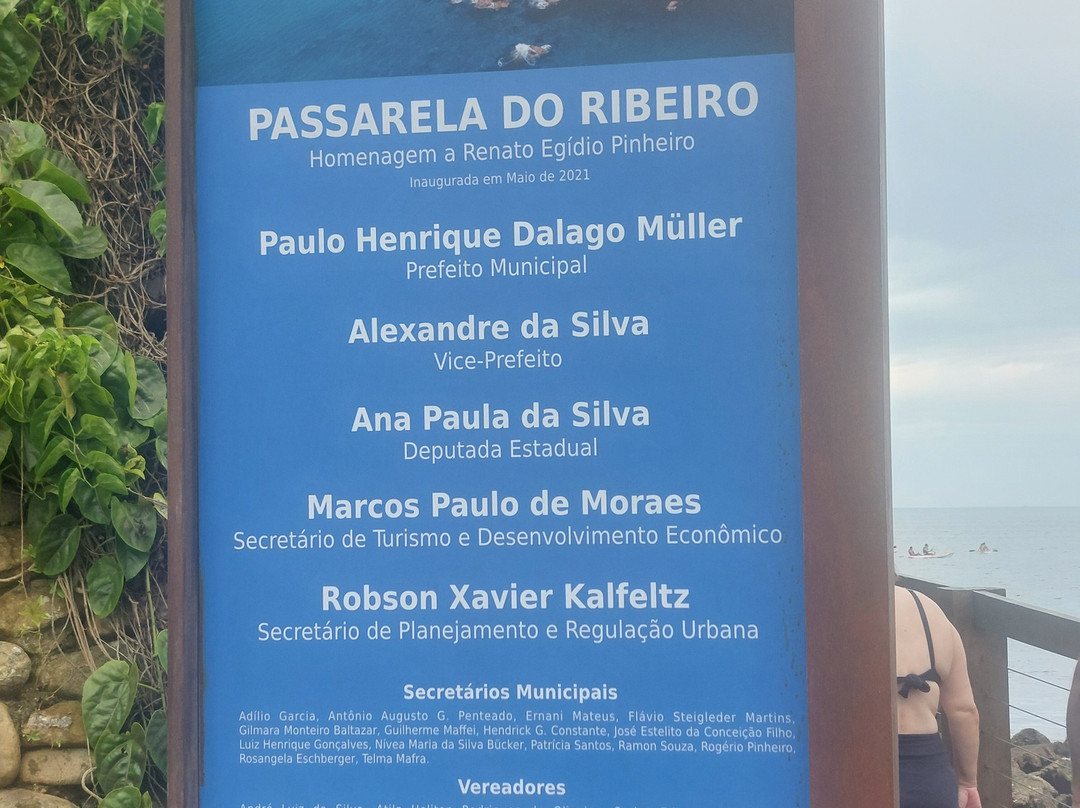 PASSARELA DO RIBEIRO
Homenagem a Renato Egídio Pinheiro
Inaugurada em Maio de 2021
Paulo Henrique Dalago Müller
Prefeito Municipal
Alexandre da Silva
Vice-Prefeito
Ana Paula da Silva
Deputada Estadual
Marcos Paulo de Moraes
Secretário de Turismo e Desenvolvimento Econômico
Robson Xavier Kalfeltz
Secretário de Planejamento e Regulação Urbana
Secretários Municipais
Adílio Garcia, Antônio Augusto G. Penteado, Ernani Mateus, Flávio Steigleder Martins,
Gilmara Monteiro Baltazar, Guilherme Maffei, Hendrick G. Constante, José Estelito da Conceição Filho,
Luiz Henrique Gonçalves, Nívea Maria da Silva Bücker, Patrícia Santos, Ramon Souza, Rogério Pinheiro,
Rosangela Eschberger, Telma Mafra.
Vereadores